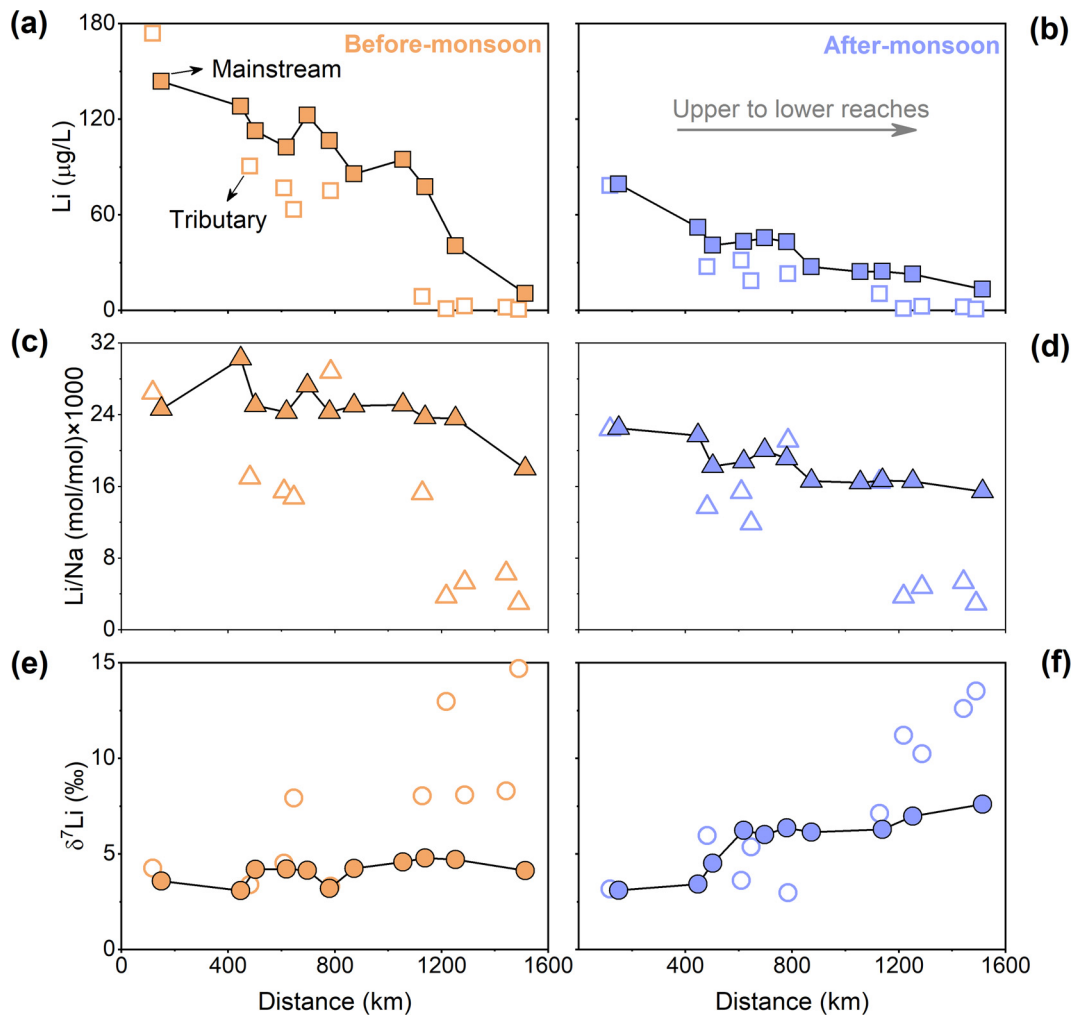 (a)
180
Before-monsoon
After-monsoon
(b)
Mainstream
120
Upper to lower reaches
Li (μg/L)
60
Tributary
0
(c)
32
(d)
24
Li/Na (mol/mol)×1000
16
8
0
(e)
15
(f)
10
δ⁷Li (‰)
5
0
0 400 800 1200 1600 400 800 1200 1600
Distance (km) Distance (km)